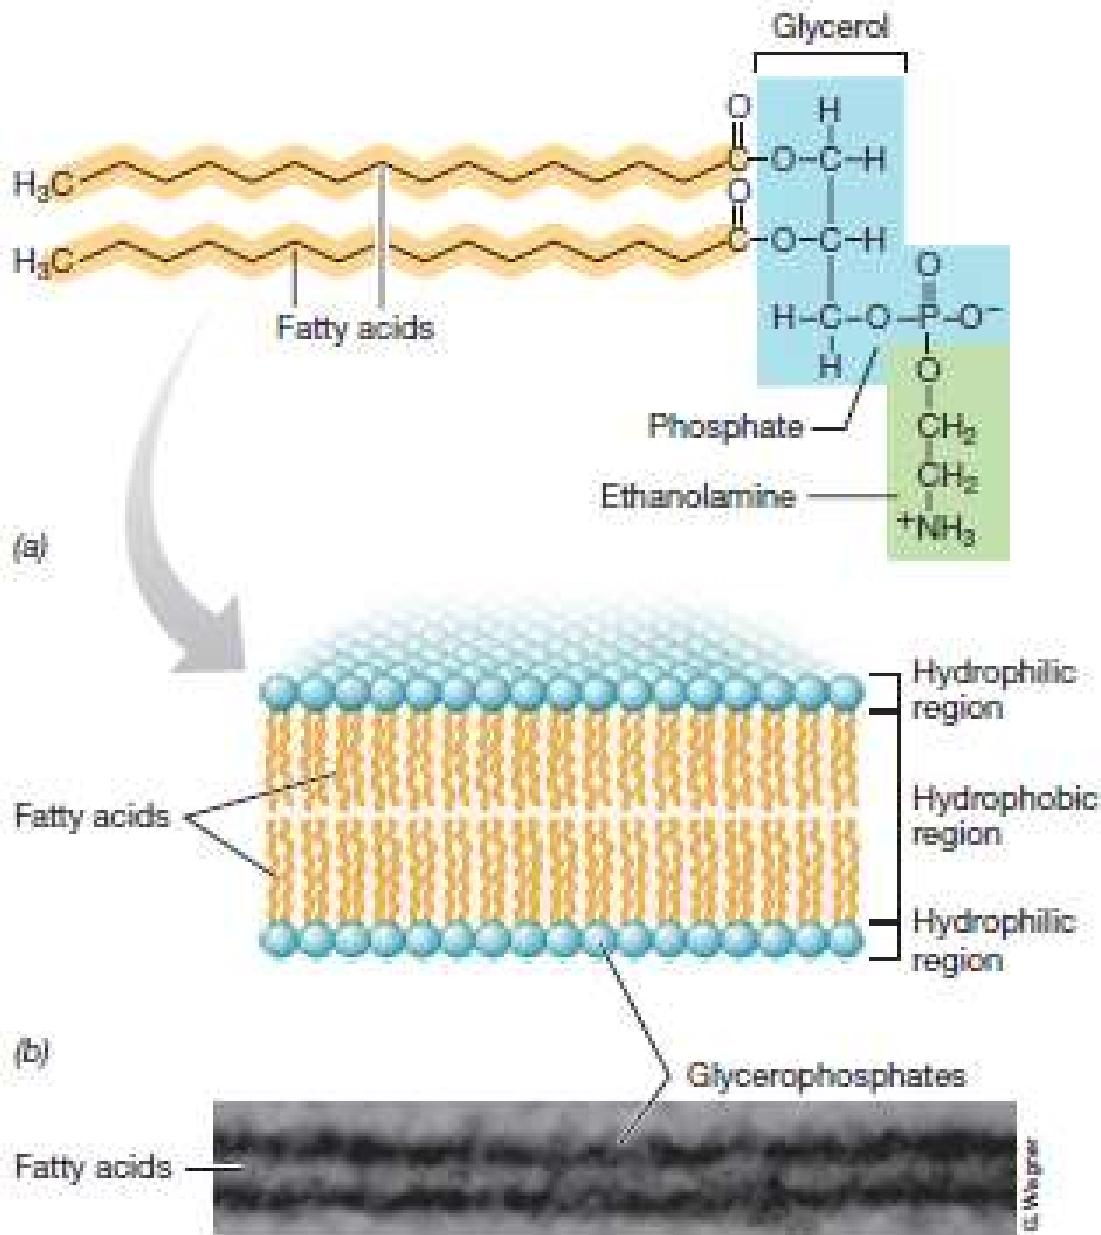 Glycerol
O
H
H₃C
C–O–C–H
O
H₃C
C–O–C–H
O
Fatty acids
H–C–O–P–O⁻
H
O
Phosphate
CH₂
Ethanolamine
CH₂
⁺NH₃
(a)
Hydrophilic
region
Fatty acids
Hydrophobic
region
Hydrophilic
region
(b)
Glycerophosphates
Fatty acids
G. Wagner